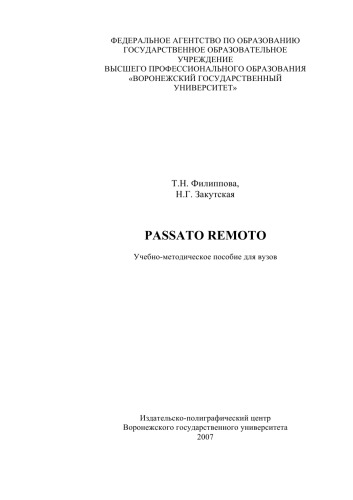 ФЕДЕРАЛЬНОЕ АГЕНТСТВО ПО ОБРАЗОВАНИЮ
ГОСУДАРСТВЕННОЕ ОБРАЗОВАТЕЛЬНОЕ
УЧРЕЖДЕНИЕ
ВЫСШЕГО ПРОФЕССИОНАЛЬНОГО ОБРАЗОВАНИЯ
«ВОРОНЕЖСКИЙ ГОСУДАРСТВЕННЫЙ
УНИВЕРСИТЕТ»
Т.Н. Филиппова,
Н.Г. Закутская
PASSATO REMOTO
Учебно-методическое пособие для вузов
Издательско-полиграфический центр
Воронежского государственного университета
2007